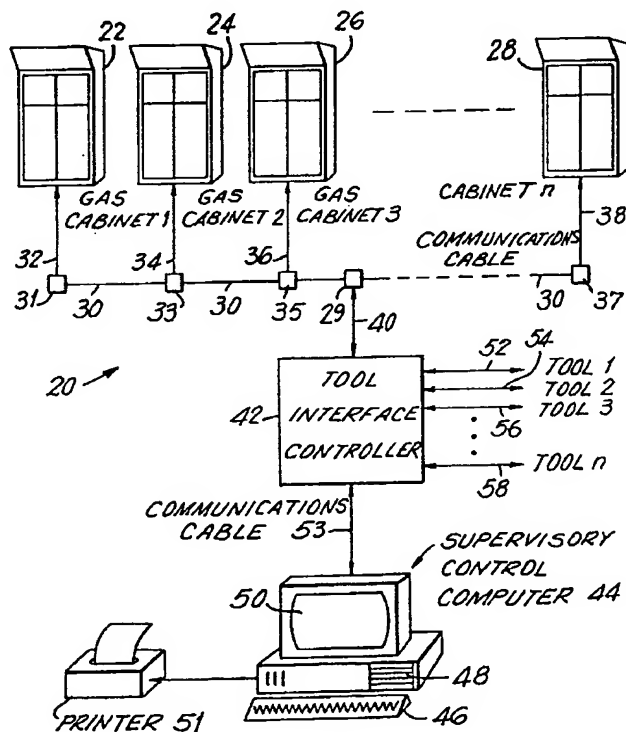 22
24
26
28
GAS CABINET 1
GAS CABINET 2
GAS CABINET 3
CABINET n
32
34
36
38
COMMUNICATIONS CABLE
31
30
33
30
35
29
30
37
40
20
42
TOOL INTERFACE CONTROLLER
52
54
TOOL 1
TOOL 2
TOOL 3
56
TOOL n
58
COMMUNICATIONS CABLE 53
SUPERVISORY CONTROL COMPUTER 44
50
48
46
PRINTER 51